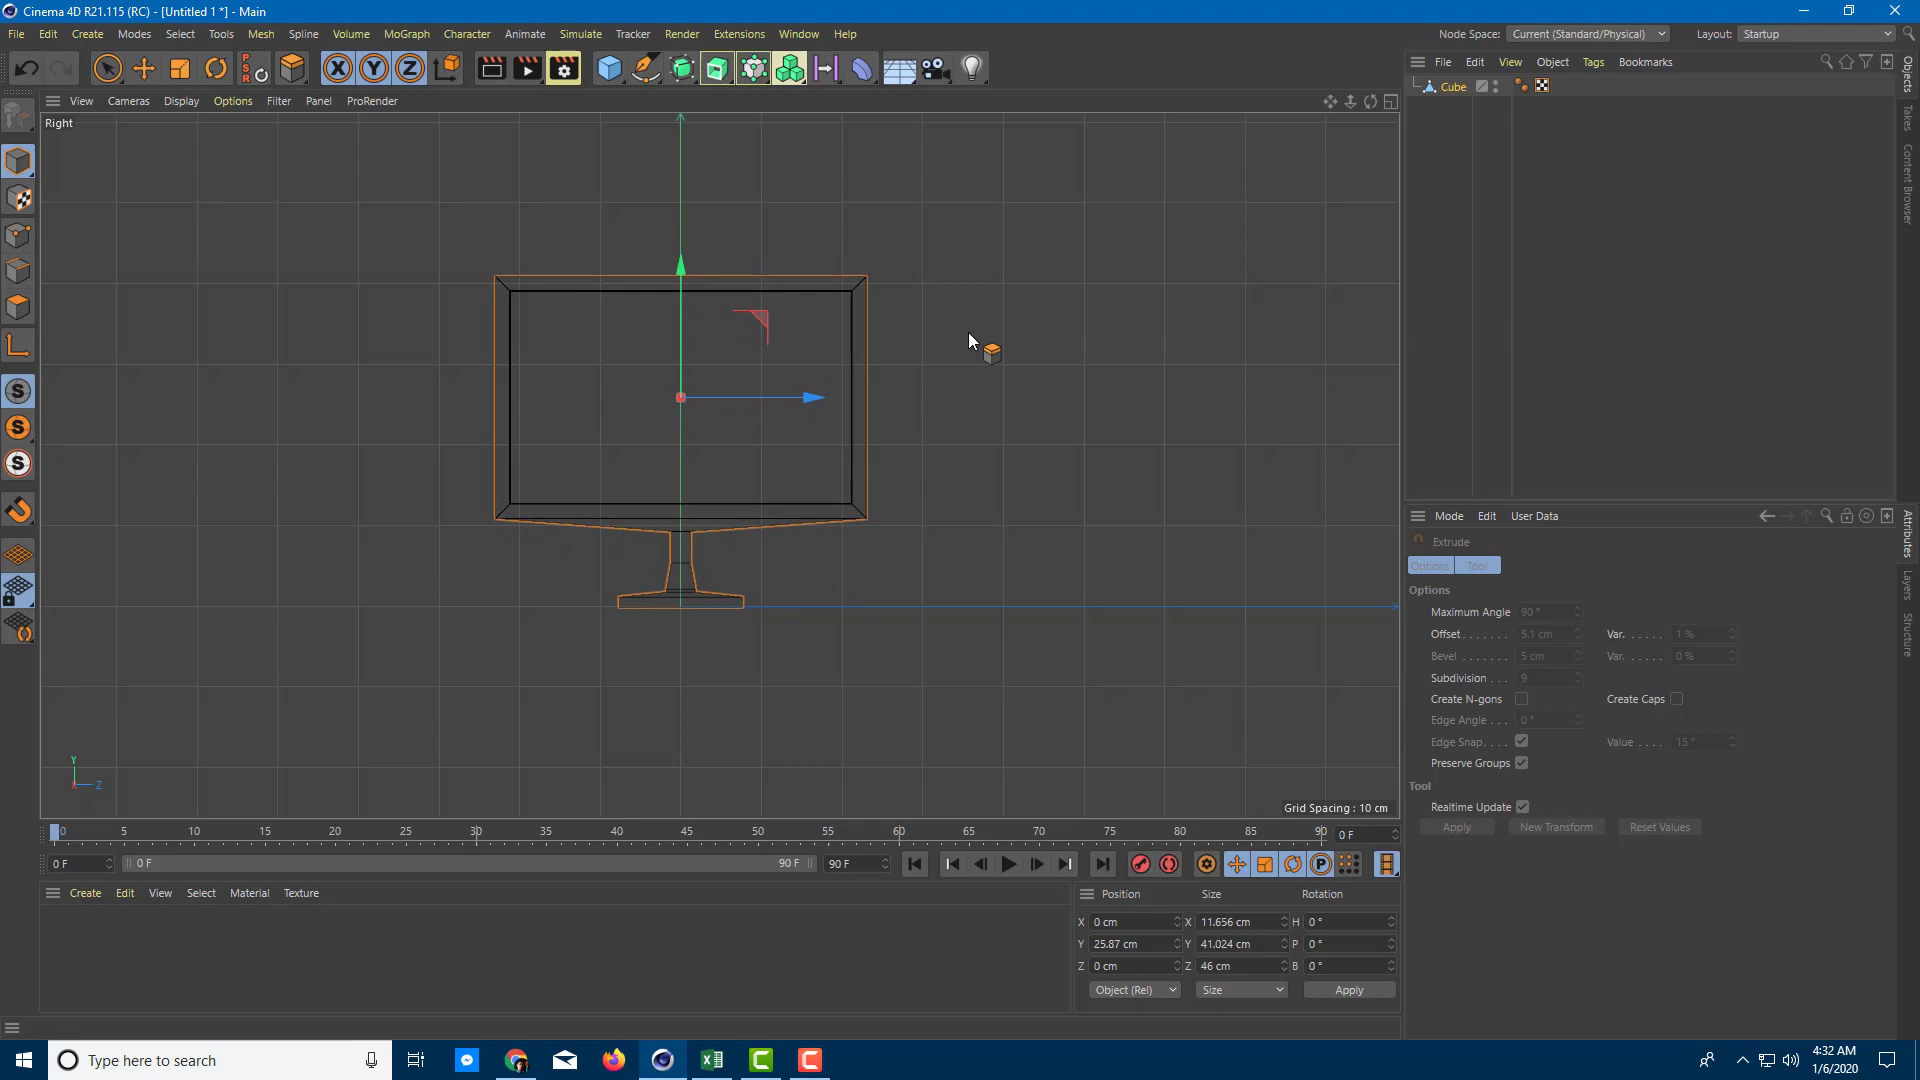 Cinema 4D R21.115 (RC) - [Untitled 1 *] - Main
File Edit Create Modes Select Tools Mesh Spline Volume MoGraph Character Animate Simulate Tracker Render Extensions Window Help
Node Space: Current (Standard/Physical) Layout: Startup
P
S
R
X Y Z
View Cameras Display Options Filter Panel ProRender
File Edit View Object Tags Bookmarks
Right
Cube
Objects
Takes
Content Browser
S
S
S
Mode Edit User Data
Extrude
Options Tool
Options
Maximum Angle 90 °
Offset . . . . . . . 5.1 cm Var. . . . . . 1 %
Bevel . . . . . . . 5 cm Var. . . . . . 0 %
Subdivision . . . 9
Create N-gons Create Caps
Edge Angle . . . 0 °
Edge Snap. . . . Value . . . . 15 °
Preserve Groups
Tool
Realtime Update
Apply New Transform Reset Values
Attributes
Layers
Structure
Y
X Z
Grid Spacing : 10 cm
0 5 10 15 20 25 30 35 40 45 50 55 60 65 70 75 80 85 90 0 F
0 F 0 F 90 F 90 F P
Create Edit View Select Material Texture
Position Size Rotation
X 0 cm X 11.656 cm H 0 °
Y 25.87 cm Y 41.024 cm P 0 °
Z 0 cm Z 46 cm B 0 °
Object (Rel) Size Apply
Type here to search
4:32 AM
1/6/2020